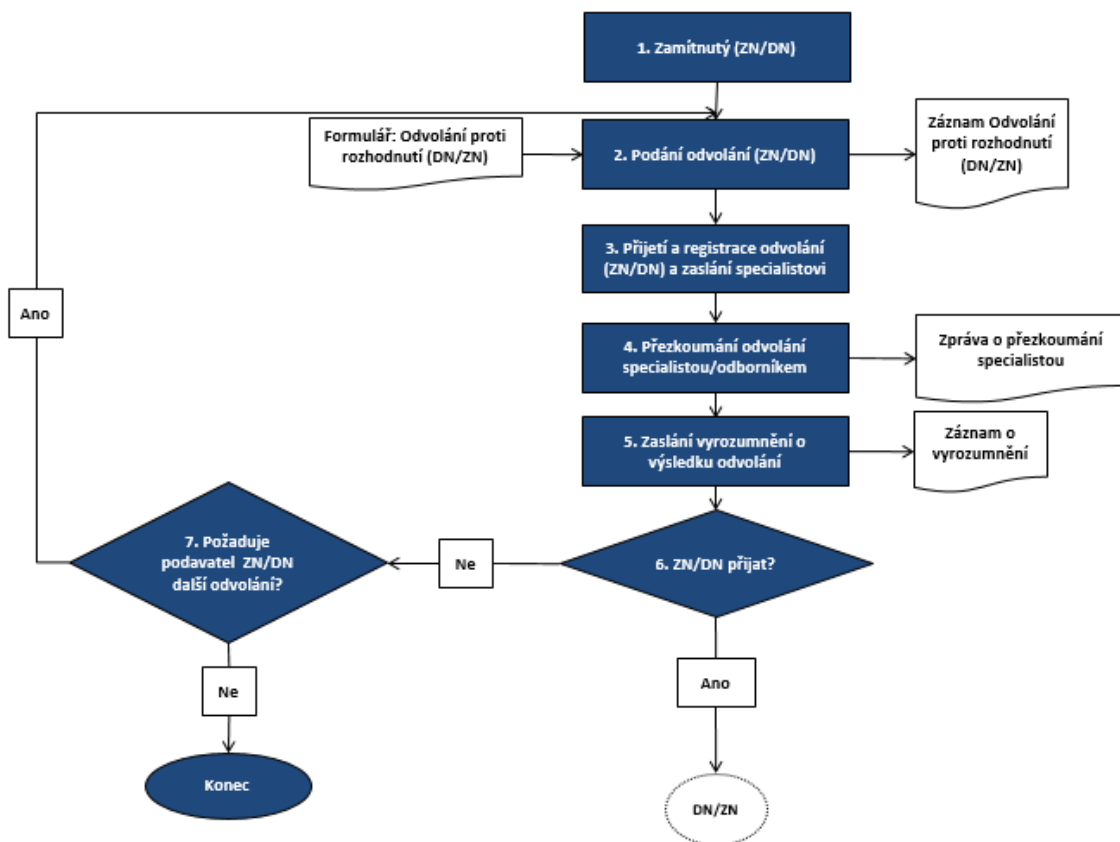 1. Zamítnutý (ZN/DN)
Formulář: Odvolání proti
rozhodnutí (DN/ZN)
2. Podání odvolání (ZN/DN)
Záznam Odvolání
proti rozhodnutí
(DN/ZN)
3. Přijetí a registrace odvolání
(ZN/DN) a zaslání specialistovi
Ano
4. Přezkoumání odvolání
specialistou/odborníkem
Zpráva o přezkoumání
specialistou
5. Zaslání vyrozumnění o
výsledku odvolání
Záznam o
vyrozumnění
7. Požaduje
podavatel ZN/DN
další odvolání?
Ne
6. ZN/DN přijat?
Ne
Ano
Konec
DN/ZN